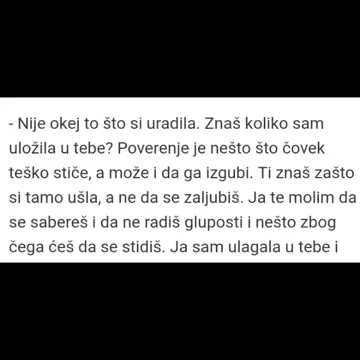 - Nije okej to što si uradila. Znaš koliko sam
uložila u tebe? Poverenje je nešto što čovek
teško stiče, a može i da ga izgubi. Ti znaš zašto
si tamo ušla, a ne da se zaljubiš. Ja te molim da
se sabereš i da ne radiš gluposti i nešto zbog
čega ćeš da se stidiš. Ja sam ulagala u tebe i